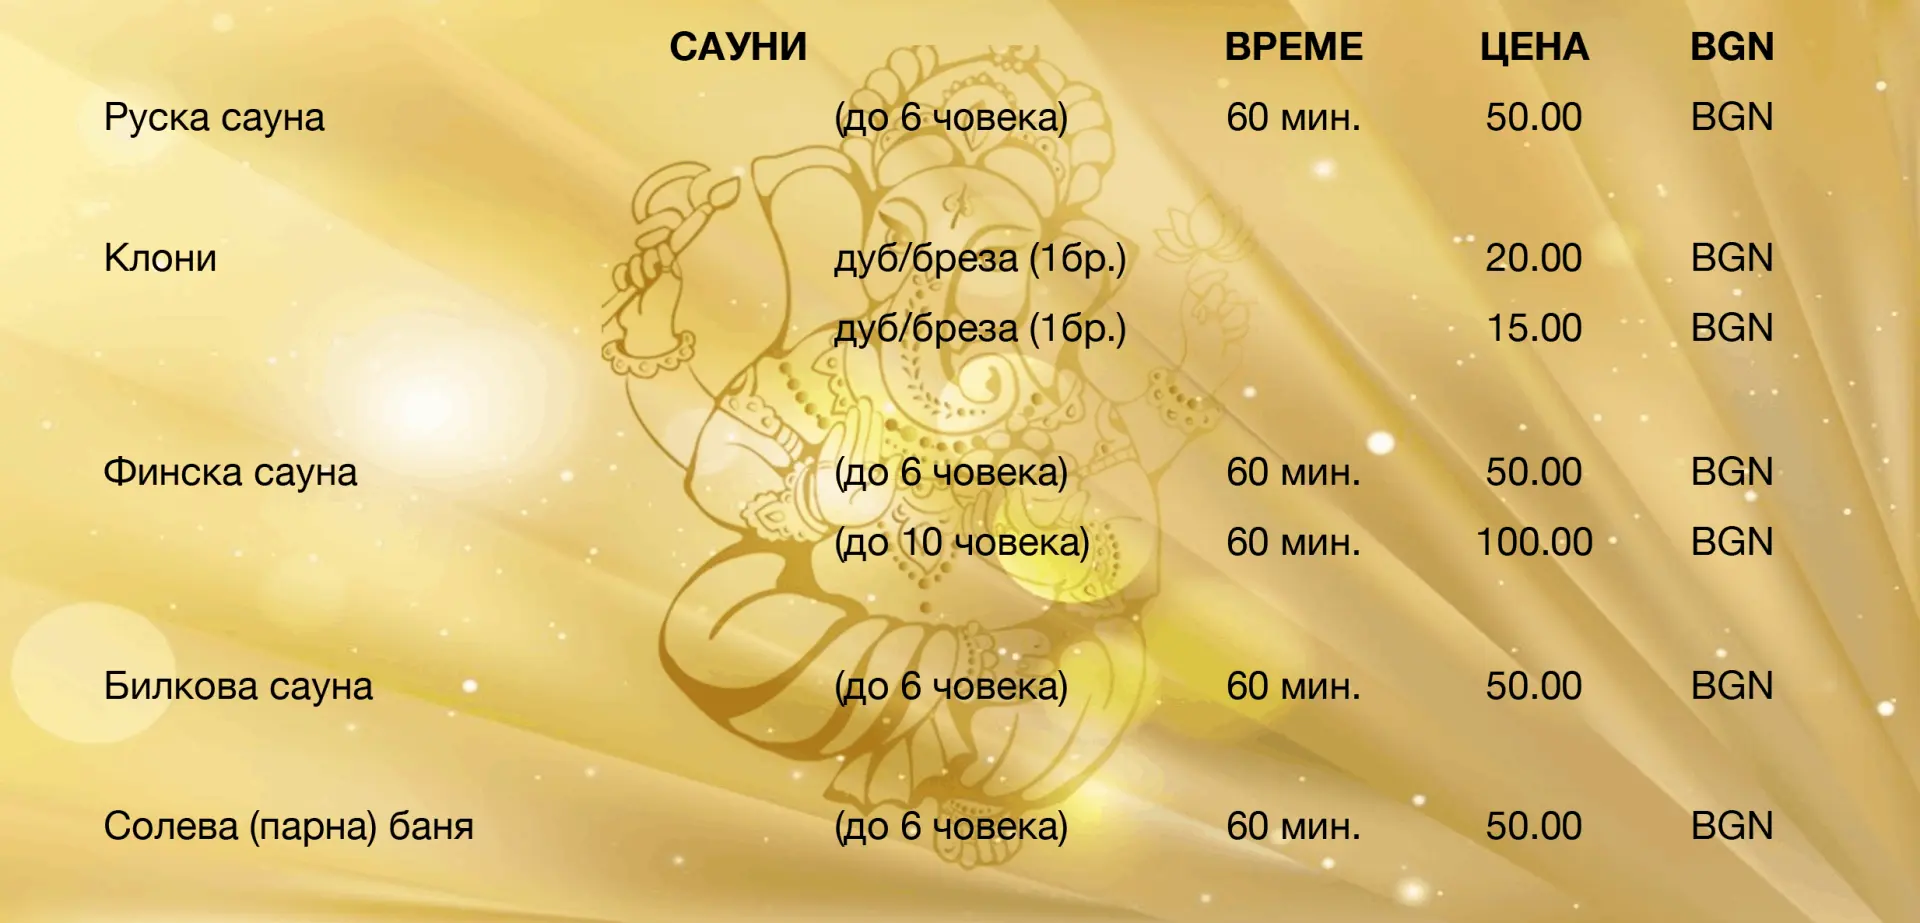 САУНИ ВРЕМЕ ЦЕНА BGN
Руска сауна (до 6 човека) 60 мин. 50.00 BGN
Клони дуб/бреза (1бр.) 20.00 BGN
дуб/бреза (1бр.) 15.00 BGN
Финска сауна (до 6 човека) 60 мин. 50.00 BGN
(до 10 човека) 60 мин. 100.00 BGN
Билкова сауна (до 6 човека) 60 мин. 50.00 BGN
Солева (парна) баня (до 6 човека) 60 мин. 50.00 BGN